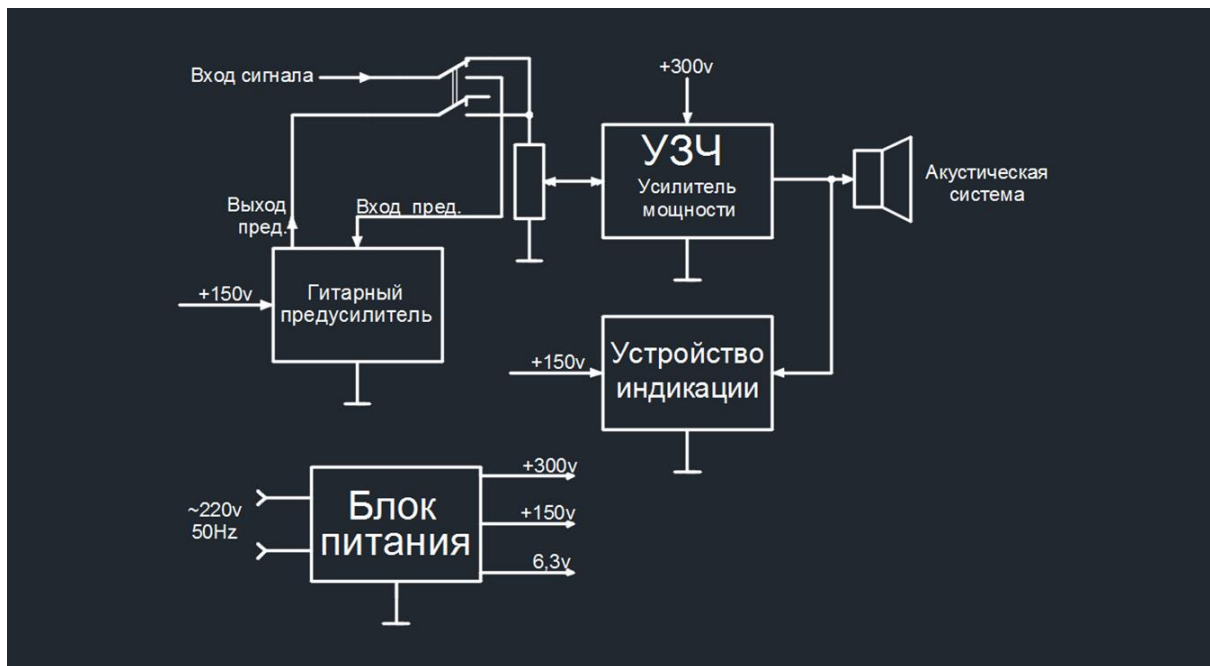 Вход сигнала
+300v
УЗЧ
Усилитель
мощности
Акустическая
система
Выход
пред.
Вход пред.
+150v
Гитарный
предусилитель
+150v
Устройство
индикации
~220v
50Hz
Блок
питания
+300v
+150v
6,3v